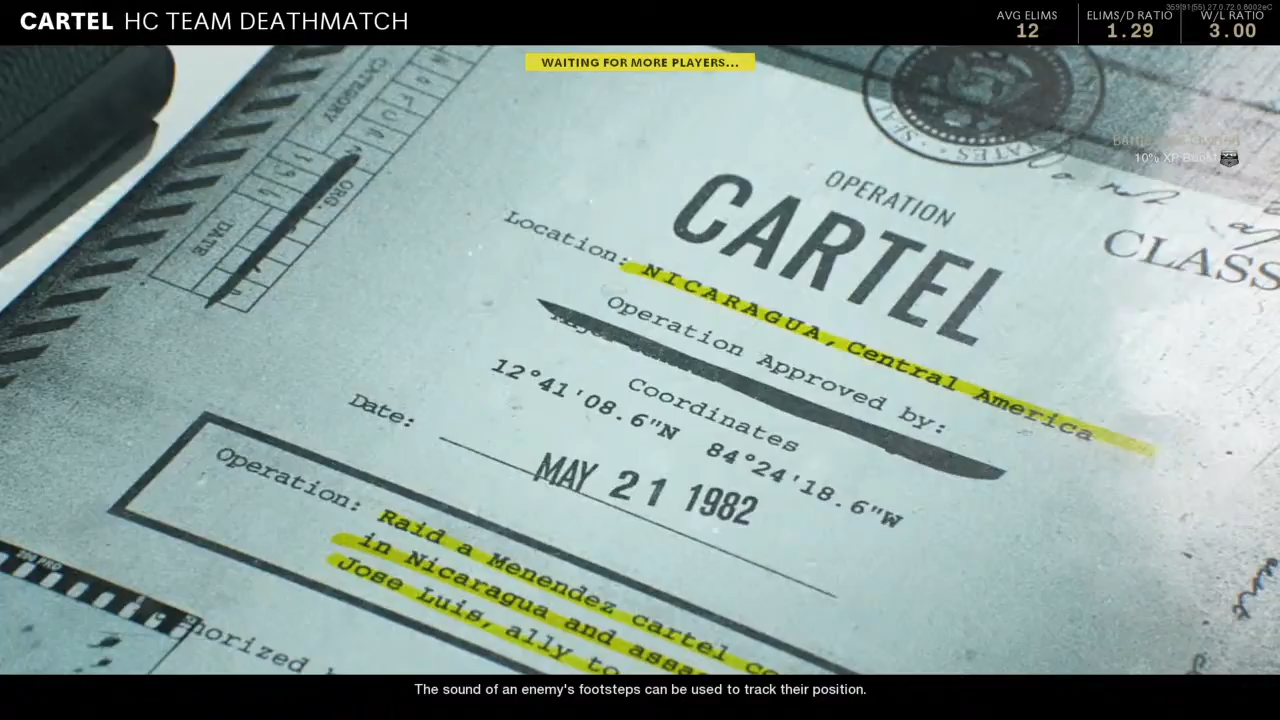 CARTEL HC TEAM DEATHMATCH
AVG ELIMS
12
ELIMS/D RATIO
1.29
W/L RATIO
3.00
WAITING FOR MORE PLAYERS...
10% XP Boost
CATEGORY
ORG
DATE
OPERATION
CARTEL
CLASS
Location: NICARAGUA, Central America
Operation Approved by:
Coordinates
12°41'08.6"N 84°24'18.6"W
Date:
MAY 21 1982
Operation: Raid a Menendez cartel co
in Nicaragua and assa
Jose Luis, ally to
horized
The sound of an enemy's footsteps can be used to track their position.